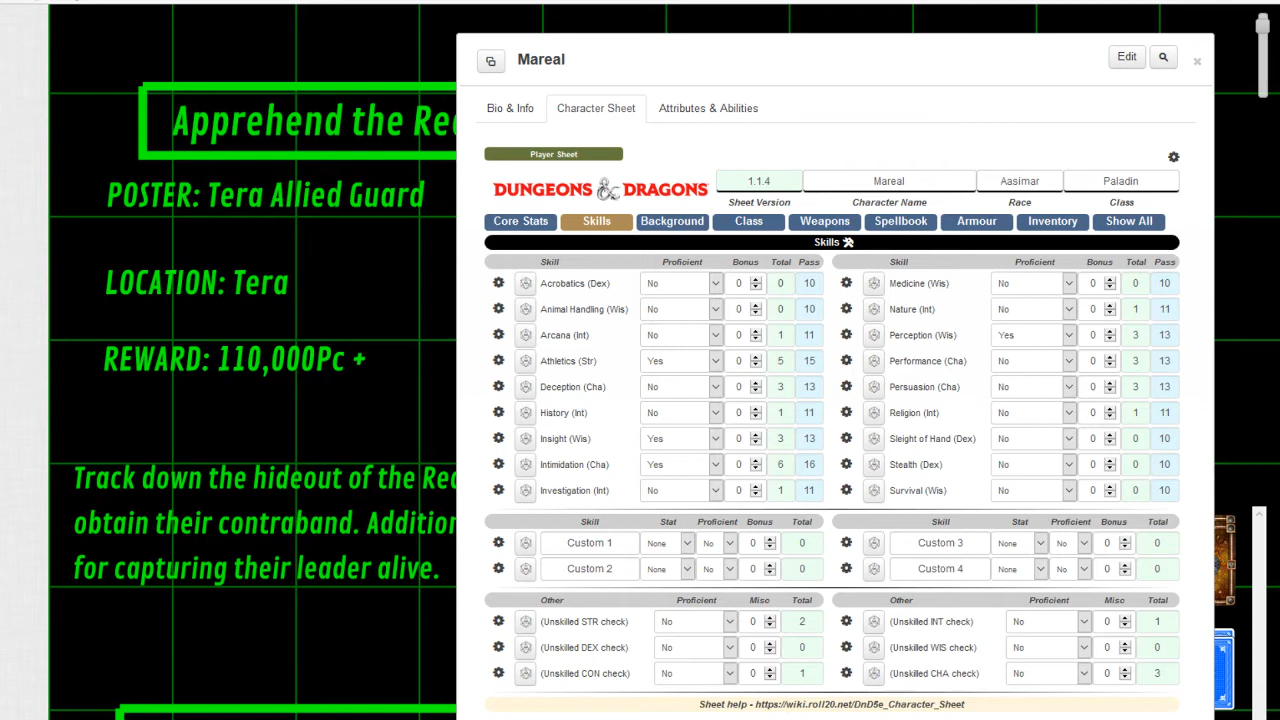 Apprehend the Rec
POSTER: Tera Allied Guard
LOCATION: Tera
REWARD: 110,000Pc +
Track down the hideout of the Rec
obtain their contraband. Addition
for capturing their leader alive.
Mareal
Edit
Bio & Info Character Sheet Attributes & Abilities
Player Sheet
DUNGEONS & DRAGONS 1.1.4 Mareal Aasimar Paladin
Sheet Version Character Name Race Class
Core Stats Skills Background Class Weapons Spellbook Armour Inventory Show All
Skills
Skill Proficient Bonus Total Pass Skill Proficient Bonus Total Pass
Acrobatics (Dex) No 0 0 10 Medicine (Wis) No 0 0 10
Animal Handling (Wis) No 0 0 10 Nature (Int) No 0 1 11
Arcana (Int) No 0 1 11 Perception (Wis) Yes 0 3 13
Athletics (Str) Yes 0 5 15 Performance (Cha) No 0 3 13
Deception (Cha) No 0 3 13 Persuasion (Cha) No 0 3 13
History (Int) No 0 1 11 Religion (Int) No 0 1 11
Insight (Wis) Yes 0 3 13 Sleight of Hand (Dex) No 0 0 10
Intimidation (Cha) Yes 0 6 16 Stealth (Dex) No 0 0 10
Investigation (Int) No 0 1 11 Survival (Wis) No 0 0 10
Skill Stat Proficient Bonus Total Skill Stat Proficient Bonus Total
Custom 1 None No 0 0 Custom 3 None No 0 0
Custom 2 None No 0 0 Custom 4 None No 0 0
Other Proficient Misc Total Other Proficient Misc Total
(Unskilled STR check) No 0 2 (Unskilled INT check) No 0 1
(Unskilled DEX check) No 0 0 (Unskilled WIS check) No 0 0
(Unskilled CON check) No 0 1 (Unskilled CHA check) No 0 3
Sheet help - https://wiki.roll20.net/DnD5e_Character_Sheet